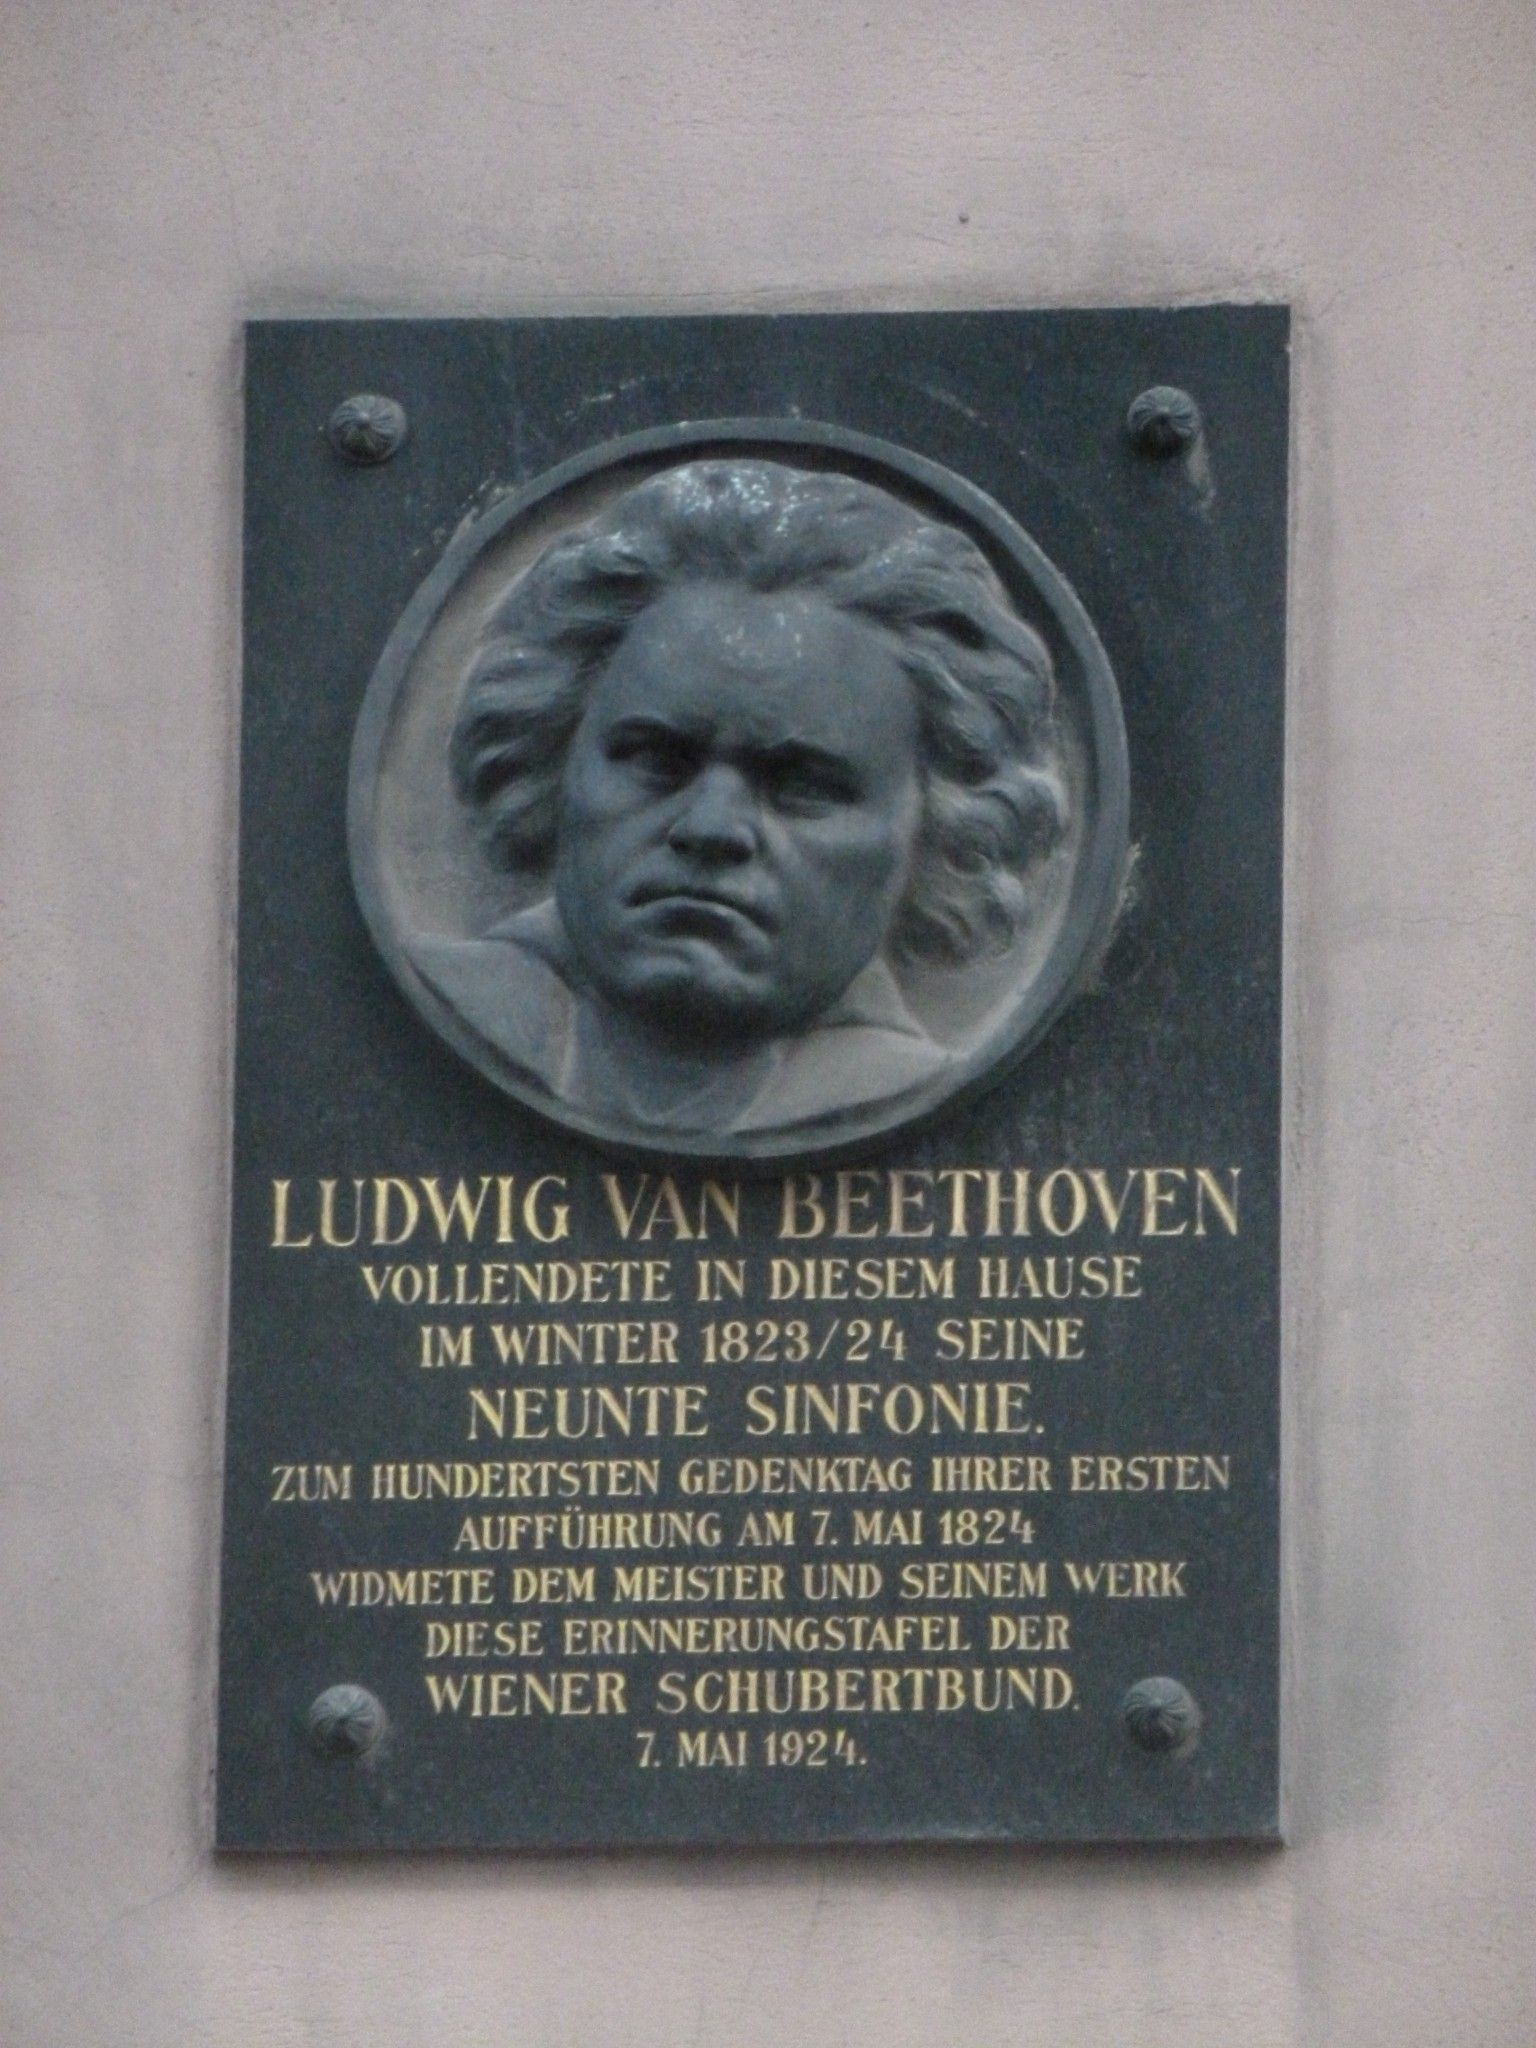 LUDWIG VAN BEETHOVEN
VOLLENDETE IN DIESEM HAUSE
IM WINTER 1823/24 SEINE
NEUNTE SINFONIE.
ZUM HUNDERTSTEN GEDENKTAG IHRER ERSTEN
AUFFÜHRUNG AM 7. MAI 1824
WIDMETE DEM MEISTER UND SEINEM WERK
DIESE ERINNERUNGSTAFEL DER
WIENER SCHUBERTBUND.
7. MAI 1924.